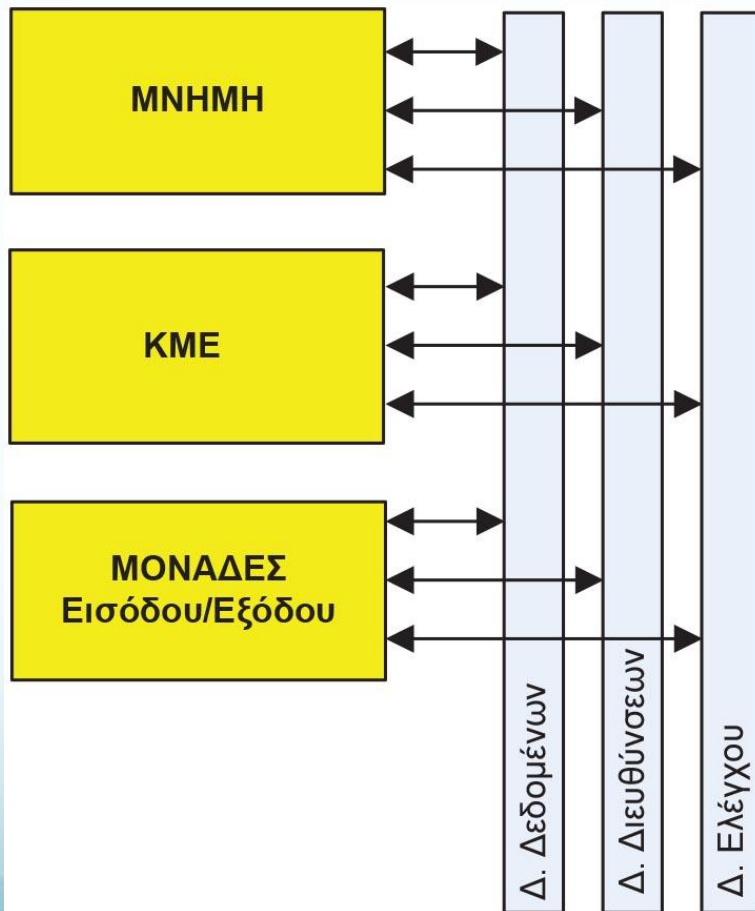 ΜΝΗΜΗ
ΚΜΕ
ΜΟΝΑΔΕΣ
Εισόδου/Εξόδου
Δ. Δεδομένων
Δ. Διευθύνσεων
Δ. Ελέγχου